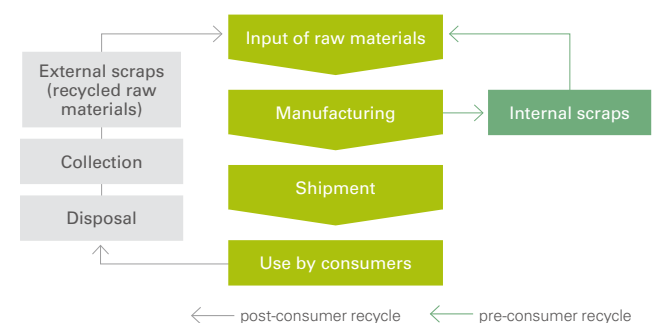 Input of raw materials
External scraps
(recycled raw
materials)
Manufacturing
Internal scraps
Collection
Shipment
Disposal
Use by consumers
post-consumer recycle
pre-consumer recycle